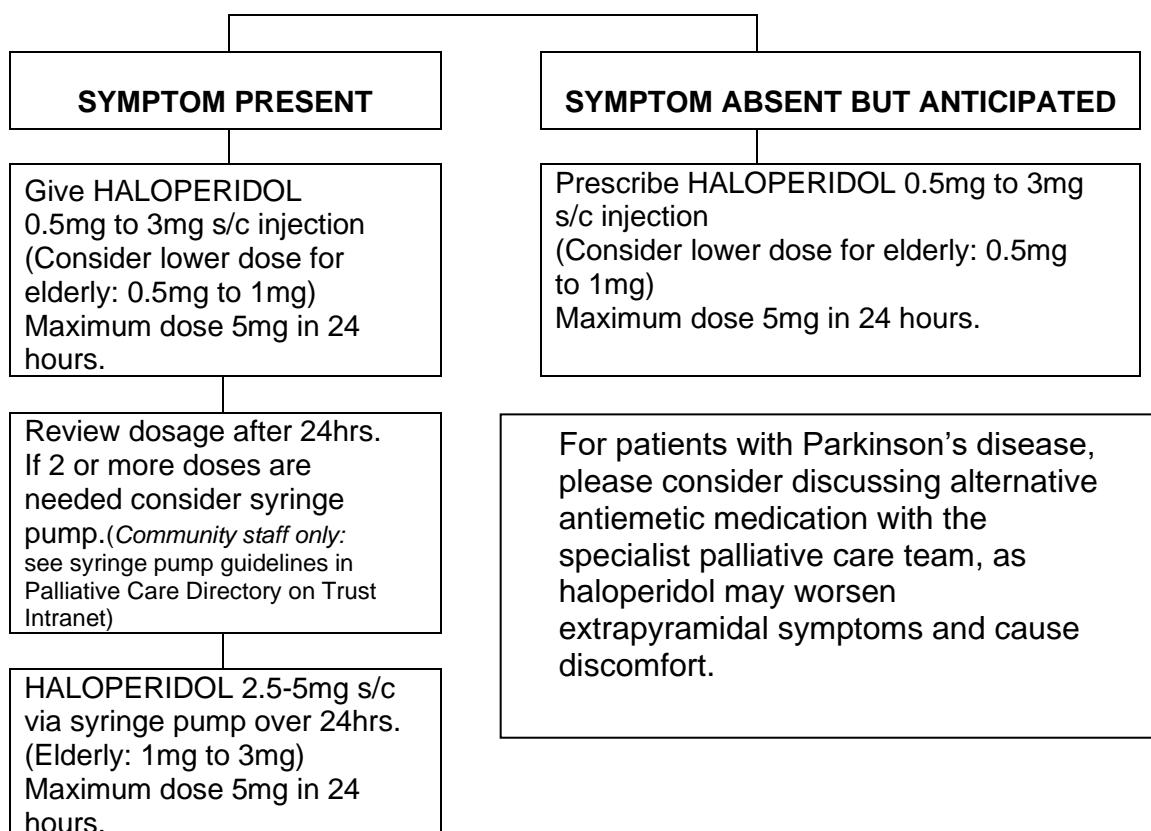 SYMPTOM PRESENT
Give HALOPERIDOL
0.5mg to 3mg s/c injection
(Consider lower dose for
elderly: 0.5mg to 1mg)
Maximum dose 5mg in 24
hours.
Review dosage after 24hrs.
If 2 or more doses are
needed consider syringe
pump.(Community staff only:
see syringe pump guidelines in
Palliative Care Directory on Trust
Intranet)
HALOPERIDOL 2.5-5mg s/c
via syringe pump over 24hrs.
(Elderly: 1mg to 3mg)
Maximum dose 5mg in 24
hours.
SYMPTOM ABSENT BUT ANTICIPATED
Prescribe HALOPERIDOL 0.5mg to 3mg
s/c injection
(Consider lower dose for elderly: 0.5mg
to 1mg)
Maximum dose 5mg in 24 hours.
For patients with Parkinson's disease,
please consider discussing alternative
antiemetic medication with the
specialist palliative care team, as
haloperidol may worsen
extrapyramidal symptoms and cause
discomfort.